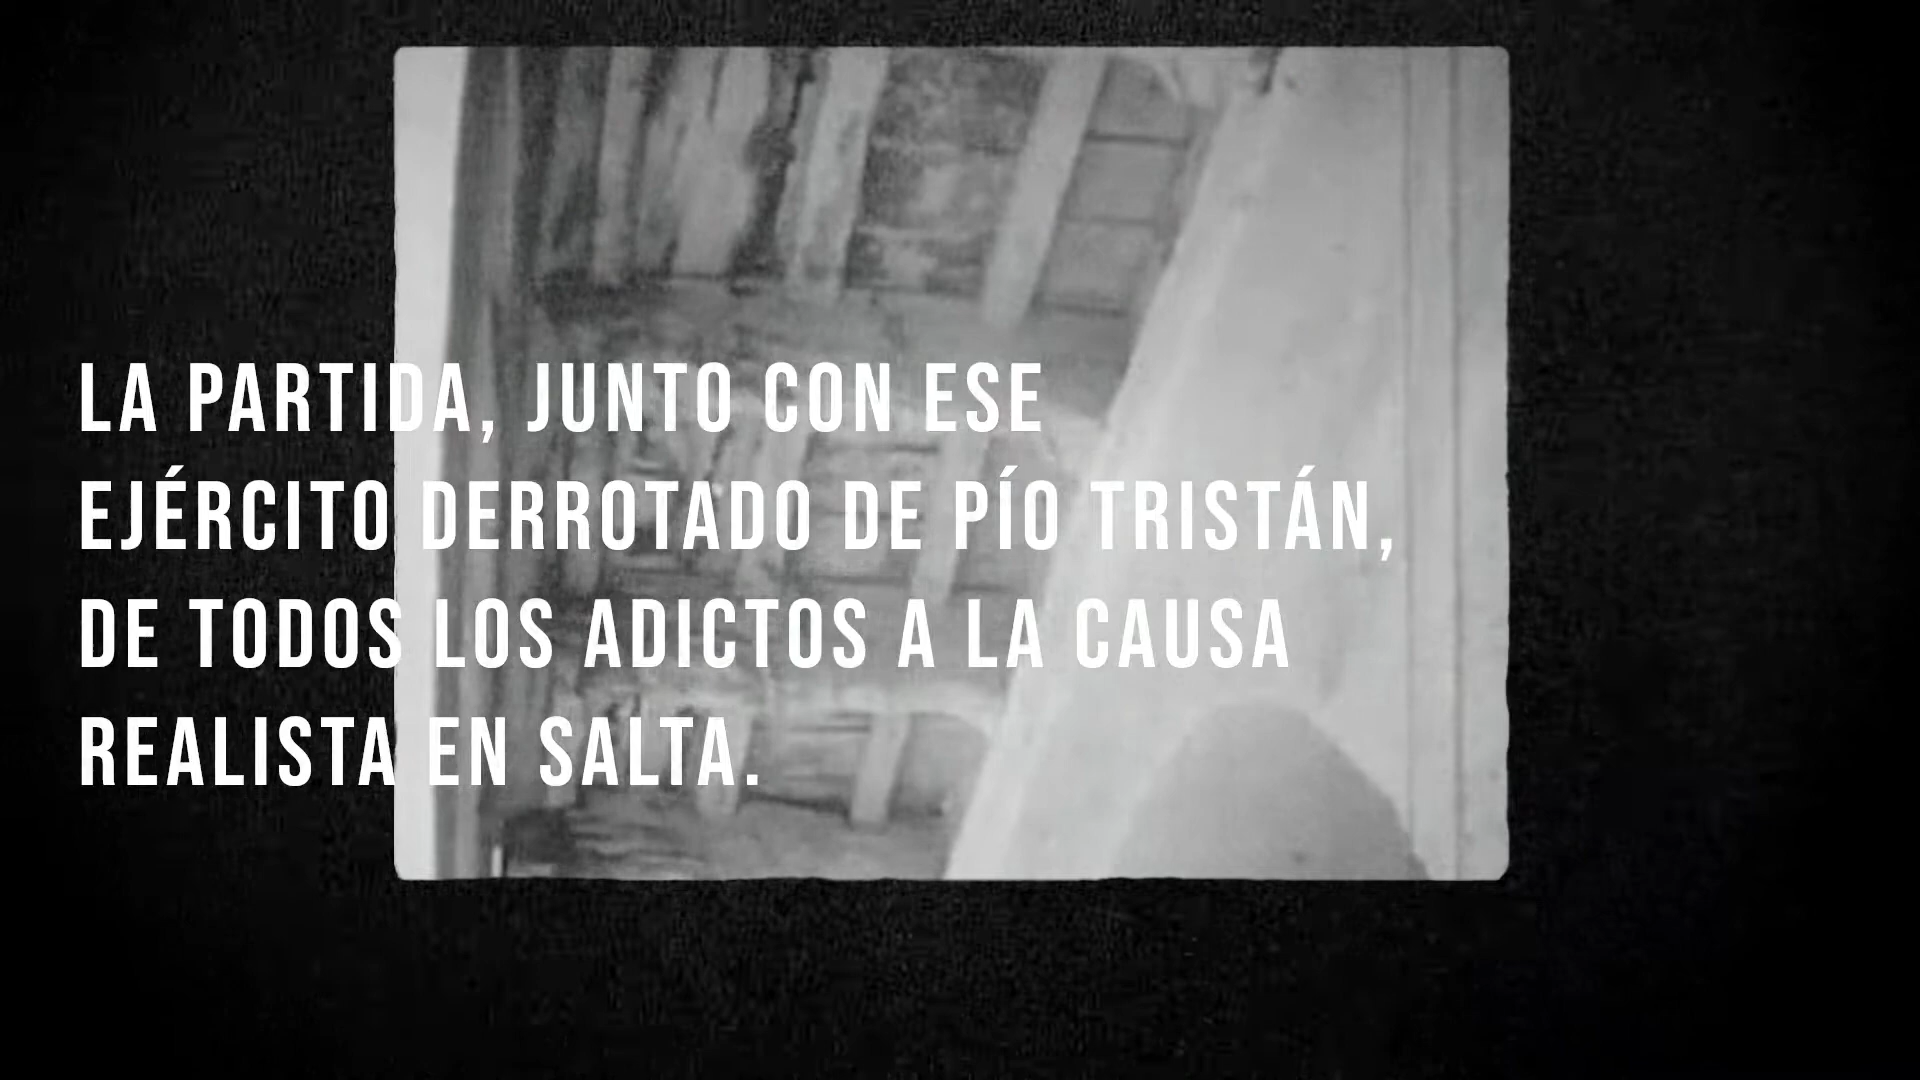 LA PARTIDA, JUNTO CON ESE
EJÉRCITO DERROTADO DE PÍO TRISTÁN,
DE TODOS LOS ADICTOS A LA CAUSA
REALISTA EN SALTA.